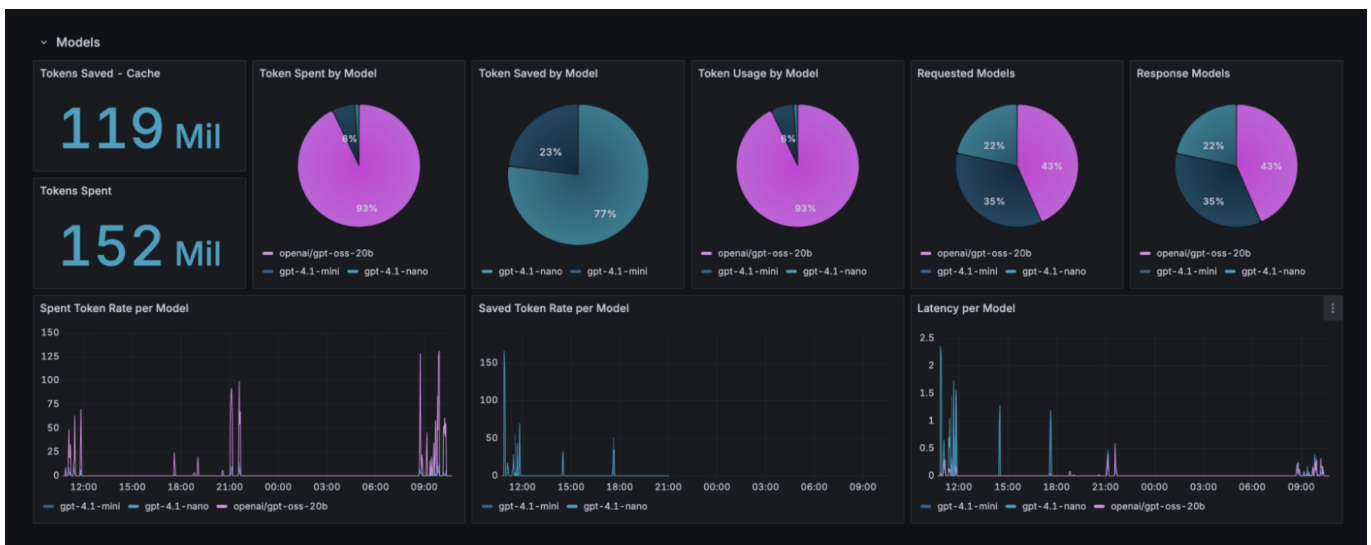 Models
Tokens Saved - Cache
119 Mil
Tokens Spent
152 Mil
Token Spent by Model
6%
93%
openai/gpt-oss-20b
gpt-4.1-mini gpt-4.1-nano
Token Saved by Model
23%
77%
gpt-4.1-nano gpt-4.1-mini
Token Usage by Model
6%
93%
openai/gpt-oss-20b
gpt-4.1-mini gpt-4.1-nano
Requested Models
22%
43%
35%
openai/gpt-oss-20b
gpt-4.1-mini gpt-4.1-nano
Response Models
22%
43%
35%
openai/gpt-oss-20b
gpt-4.1-mini gpt-4.1-nano
Spent Token Rate per Model
150
125
100
75
50
25
0
12:00 15:00 18:00 21:00 00:00 03:00 06:00 09:00
gpt-4.1-mini gpt-4.1-nano openai/gpt-oss-20b
Saved Token Rate per Model
150
100
50
0
12:00 15:00 18:00 21:00 00:00 03:00 06:00 09:00
gpt-4.1-mini gpt-4.1-nano
Latency per Model
2.5
2
1.5
1
0.5
0
12:00 15:00 18:00 21:00 00:00 03:00 06:00 09:00
gpt-4.1-mini gpt-4.1-nano openai/gpt-oss-20b